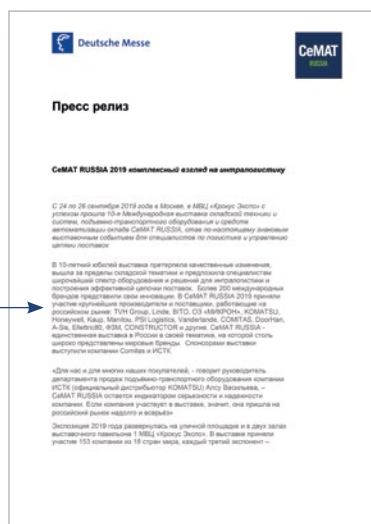 Deutsche Messe
CeMAT
RUSSIA
Пресс релиз
CeMAT RUSSIA 2019 комплексный взгляд на интралогистику
С 24 по 26 сентября 2019 года в Москве, в МВЦ «Крокус Экспо» с
успехом прошла 10-я Международная выставка складской техники и
систем, подъемно-транспортного оборудования и средств
автоматизации склада CeMAT RUSSIA, став по-настоящему знаковым
выставочным событием для специалистов по логистике и управлению
цепями поставок
В 10-летний юбилей выставка претерпела качественные изменения,
вышла за пределы складской тематики и предложила специалистам
широчайший спектр оборудования и решений для интралогистики и
построения эффективной цепочки поставок. Более 200 международных
брендов представили свои инновации. В CeMAT RUSSIA 2019 приняли
участие крупнейшие производители и поставщики, работающие на
российском рынке: TVH Group, Linde, BITO, ОЗ «МИКРОН», KOMATSU,
Honeywell, Kaup, Manitou, PSI Logistics, Vanderlande, COMITAS, DoorHan,
A-Sis, Elettric80, ФЗМ, CONSTRUCTOR и другие. CeMAT RUSSIA -
единственная выставка в России в своей тематике, на которой столь
широко представлены мировые бренды. Спонсорами выставки
выступили компании Comitas и ИСТК.
«Для нас и для многих наших покупателей, - говорит руководитель
департамента продаж подъёмно-транспортного оборудования компании
ИСТК (официальный дистрибьютор KOMATSU) Алсу Васильева, –
CeMAT RUSSIA остается индикатором серьезности и надежности
компании. Если компания участвует в выставке, значит, она пришла на
российский рынок надолго и всерьёз»
Экспозиция 2019 года развернулась на уличной площадке и в двух залах
выставочного павильона 1 МВЦ «Крокус Экспо». В выставке приняли
участие 153 компании из 18 стран мира, каждый третий экспонент –